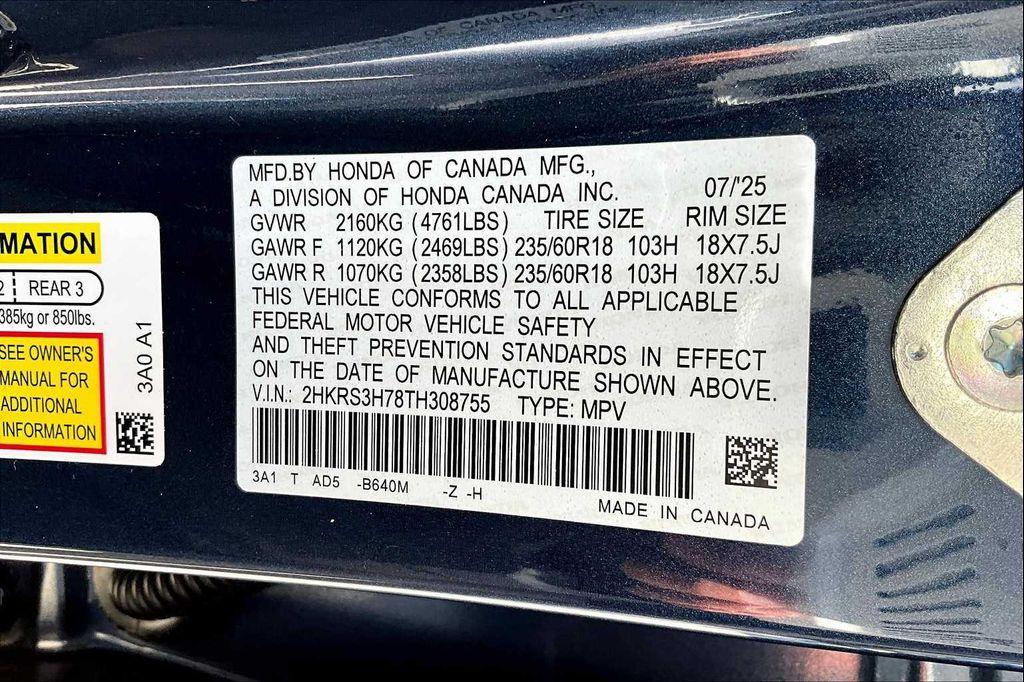 MATION
2 REAR 3
385kg or 850lbs.
SEE OWNER'S
MANUAL FOR
ADDITIONAL
INFORMATION
3A0 A1
MFD.BY HONDA OF CANADA MFG.,
A DIVISION OF HONDA CANADA INC. 07/'25
GVWR 2160KG (4761LBS) TIRE SIZE RIM SIZE
GAWR F 1120KG (2469LBS) 235/60R18 103H 18X7.5J
GAWR R 1070KG (2358LBS) 235/60R18 103H 18X7.5J
THIS VEHICLE CONFORMS TO ALL APPLICABLE
FEDERAL MOTOR VEHICLE SAFETY
AND THEFT PREVENTION STANDARDS IN EFFECT
ON THE DATE OF MANUFACTURE SHOWN ABOVE.
V.I.N.: 2HKRS3H78TH308755 TYPE: MPV
3A1 T AD5 -B640M -Z -H
MADE IN CANADA